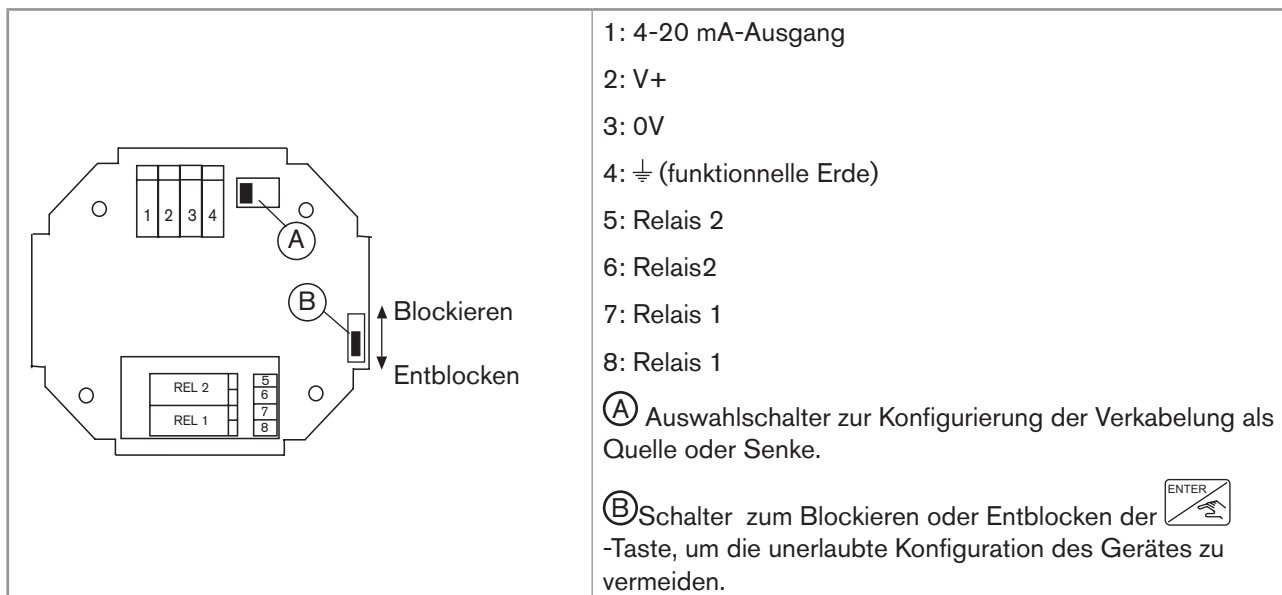 1 2 3 4
A
B
Blockieren
Entblocken
REL 2
REL 1
5
6
7
8
1: 4-20 mA-Ausgang
2: V+
3: 0V
4: ⏚ (funktionnelle Erde)
5: Relais 2
6: Relais2
7: Relais 1
8: Relais 1
Ⓐ Auswahlschalter zur Konfigurierung der Verkabelung als
Quelle oder Senke.
ⒷSchalter zum Blockieren oder Entblocken der ENTER
-Taste, um die unerlaubte Konfiguration des Gerätes zu
vermeiden.